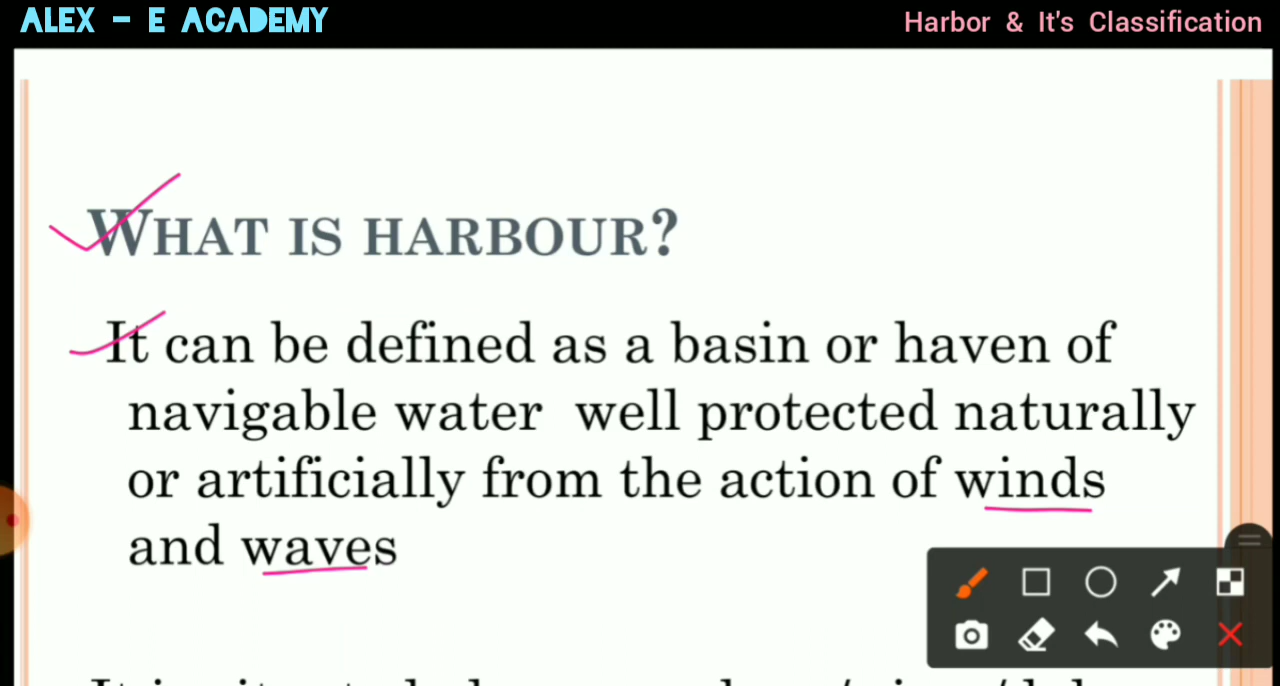 ALEX - E ACADEMY
Harbor & It's Classification
WHAT IS HARBOUR?
It can be defined as a basin or haven of
navigable water well protected naturally
or artificially from the action of winds
and waves